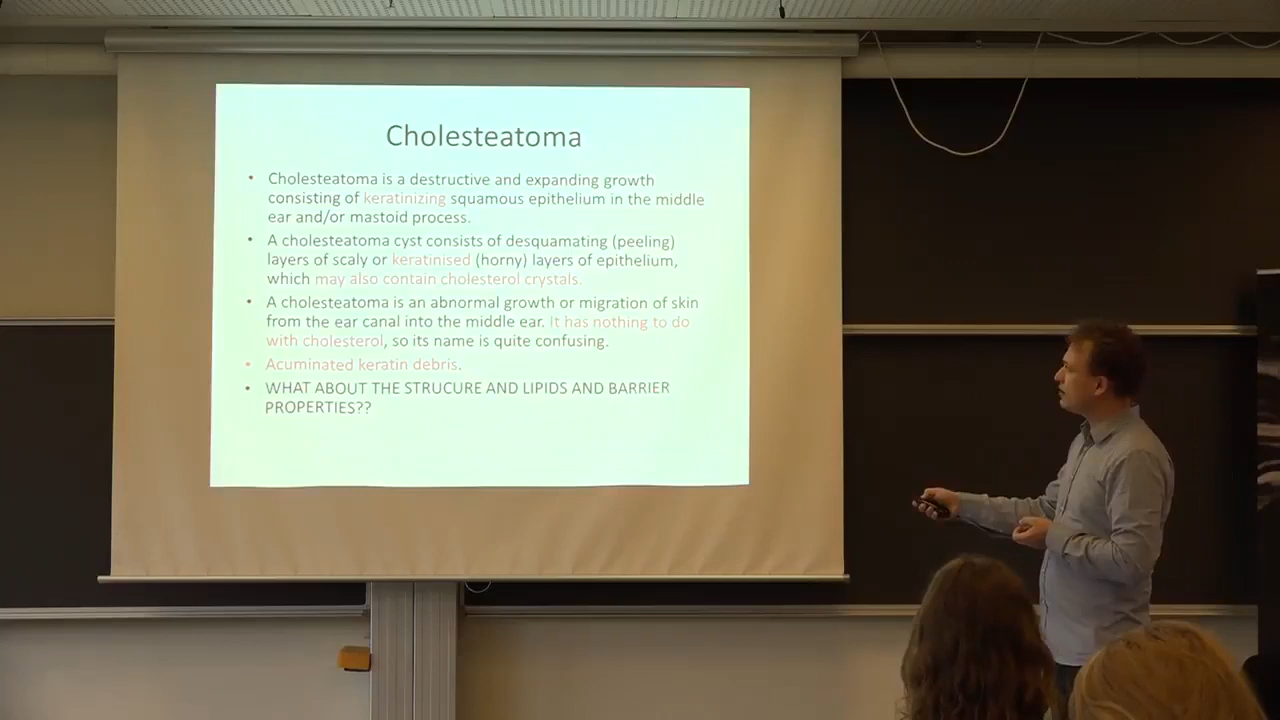 Cholesteatoma
• Cholesteatoma is a destructive and expanding growth
consisting of keratinizing squamous epithelium in the middle
ear and/or mastoid process.
• A cholesteatoma cyst consists of desquamating (peeling)
layers of scaly or keratinised (horny) layers of epithelium,
which may also contain cholesterol crystals.
• A cholesteatoma is an abnormal growth or migration of skin
from the ear canal into the middle ear. It has nothing to do
with cholesterol, so its name is quite confusing.
• Acuminated keratin debris.
• WHAT ABOUT THE STRUCURE AND LIPIDS AND BARRIER
PROPERTIES??